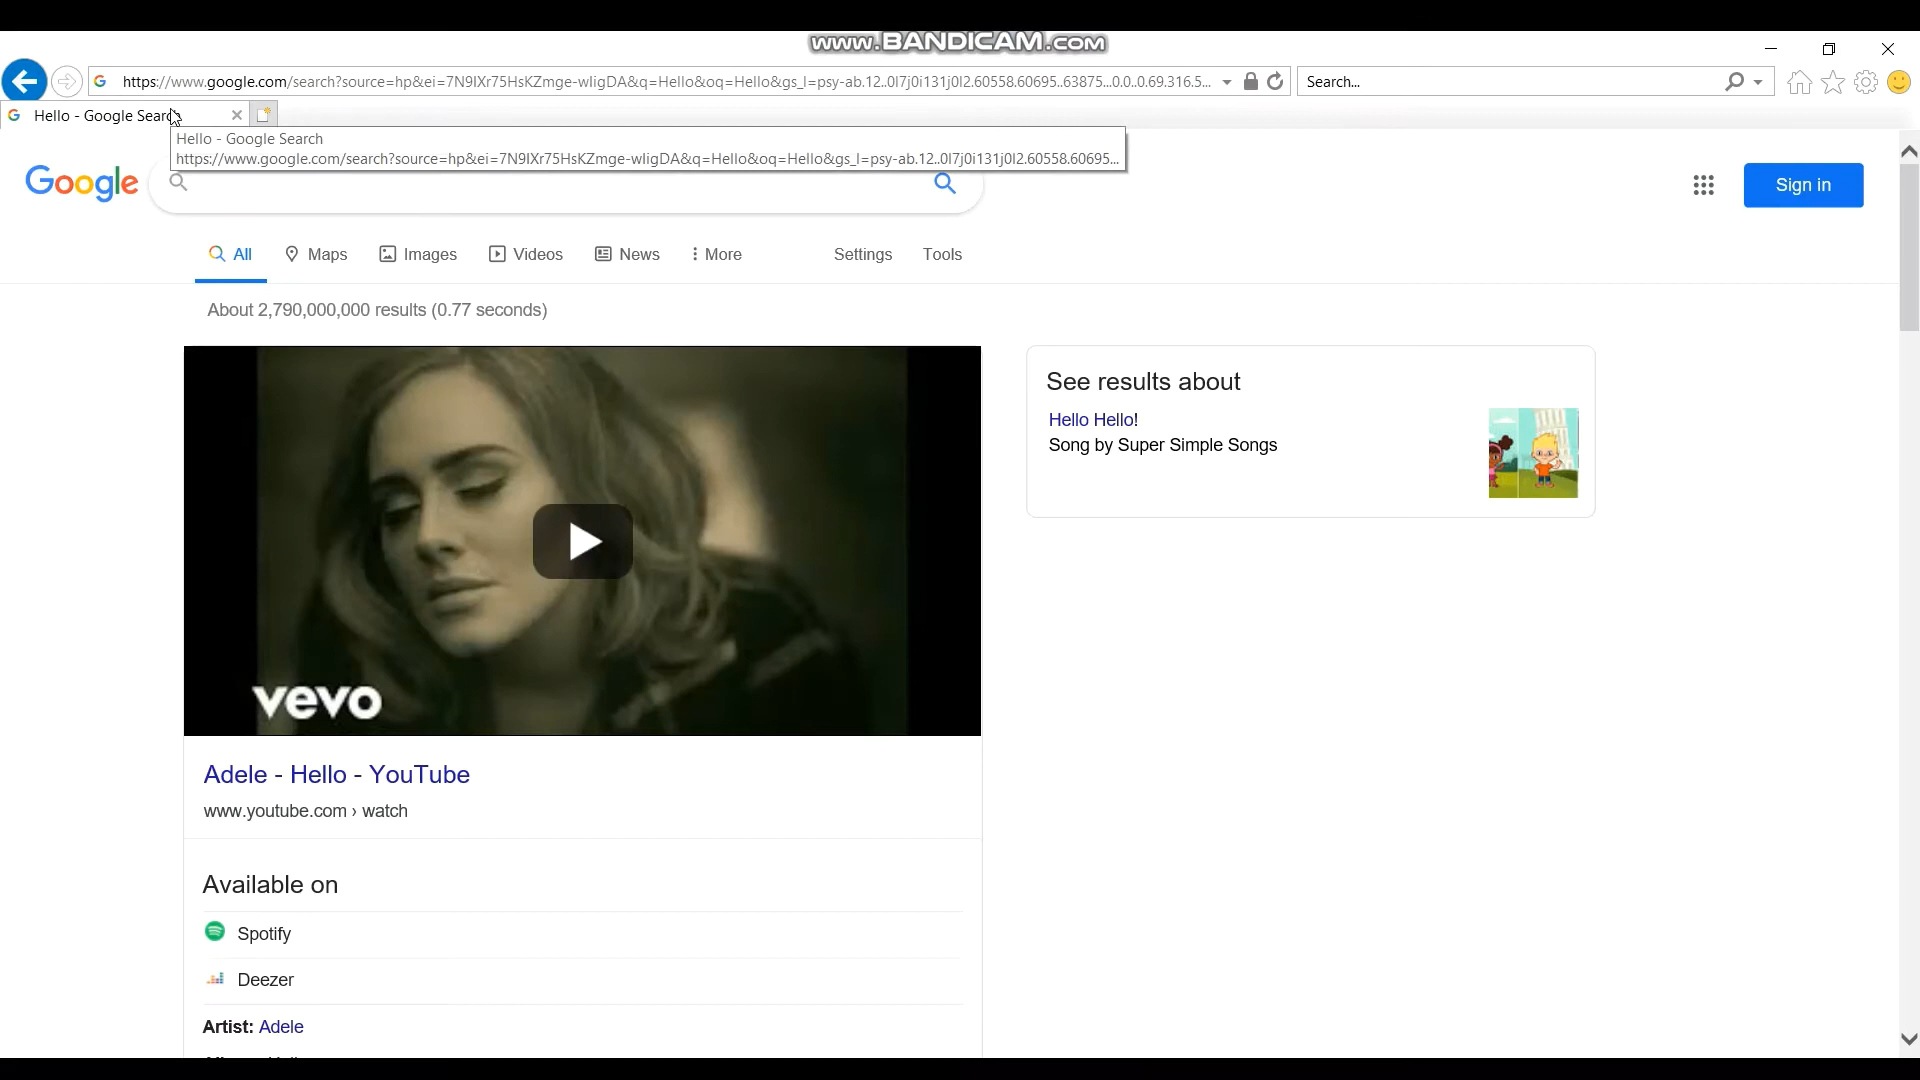 www.BANDICAM.com
https://www.google.com/search?source=hp&ei=7N9IXr75HsKZmge-wIigDA&q=Hello&oq=Hello&gs_l=psy-ab.12..0l7j0i131j0l2.60558.60695..63875...0.0..0.69.316.5...
Search...
Hello - Google Search
Hello - Google Search
https://www.google.com/search?source=hp&ei=7N9IXr75HsKZmge-wIigDA&q=Hello&oq=Hello&gs_l=psy-ab.12..0l7j0i131j0l2.60558.60695...
Google
Sign in
All Maps Images Videos News More Settings Tools
About 2,790,000,000 results (0.77 seconds)
See results about
Hello Hello!
Song by Super Simple Songs
vevo
Adele - Hello - YouTube
www.youtube.com › watch
Available on
Spotify
Deezer
Artist: Adele